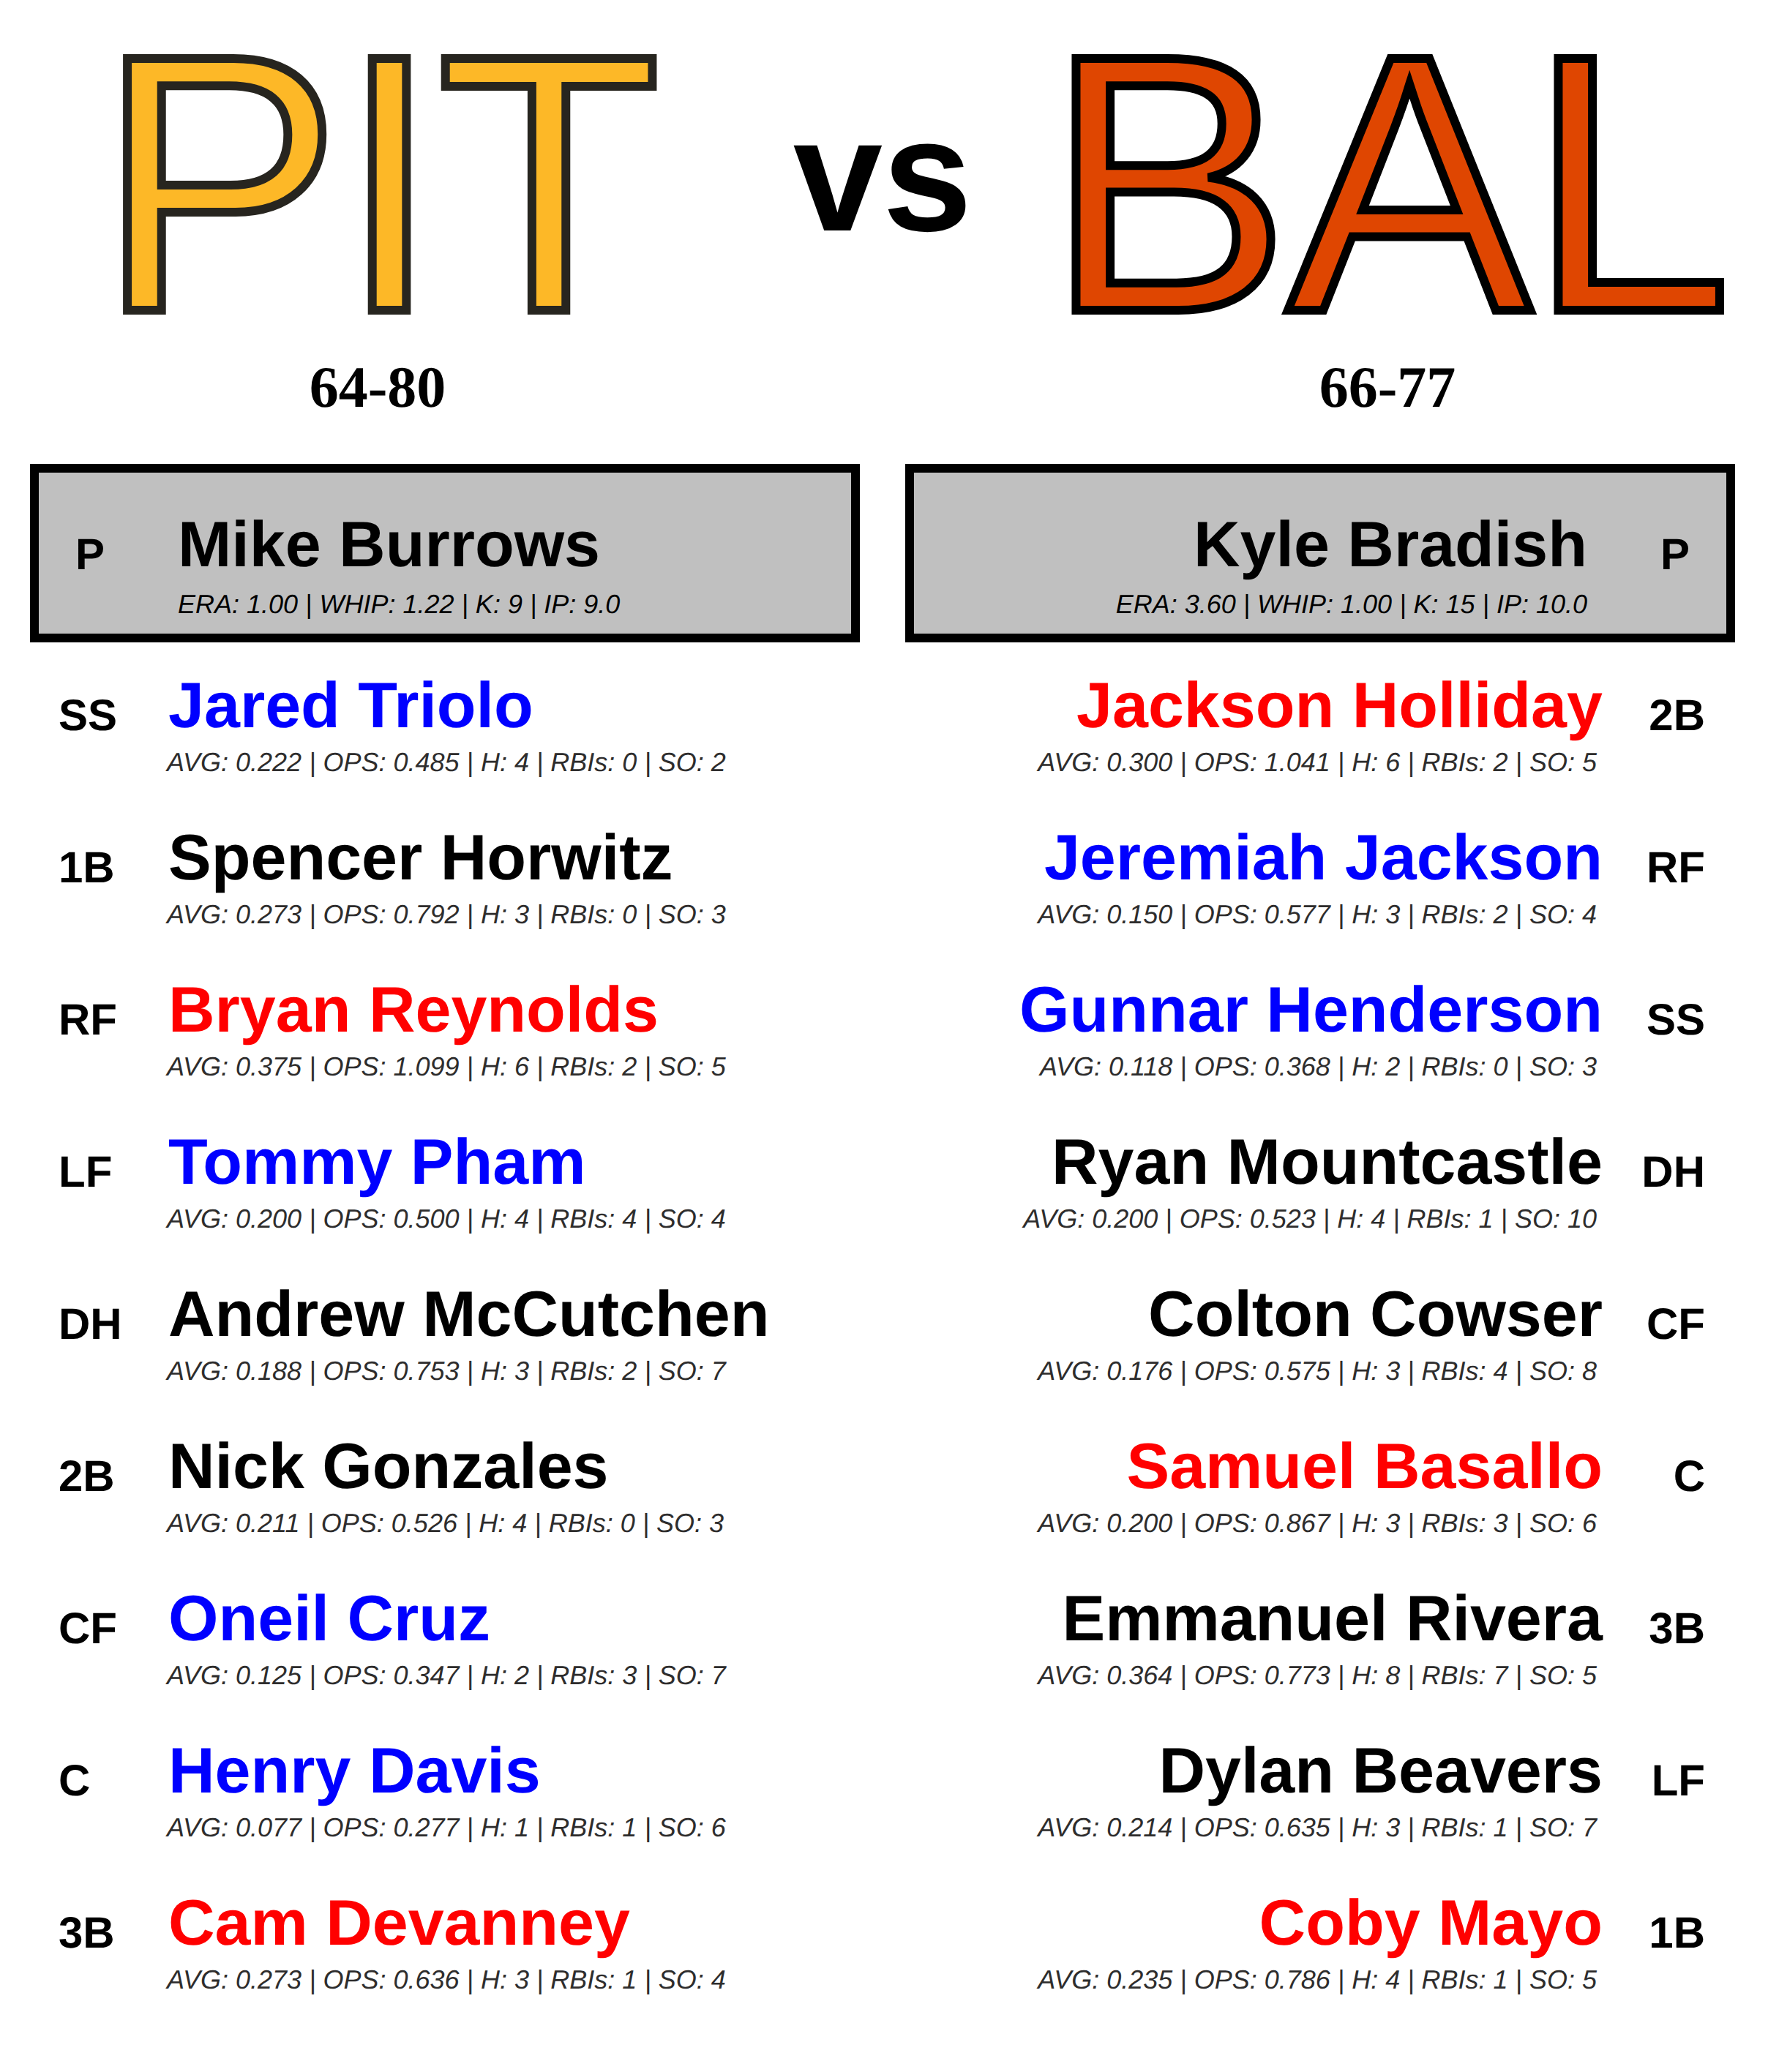 PIT vs BAL
64-80 66-77
P Mike Burrows
ERA: 1.00 | WHIP: 1.22 | K: 9 | IP: 9.0
Kyle Bradish P
ERA: 3.60 | WHIP: 1.00 | K: 15 | IP: 10.0
SS Jared Triolo
AVG: 0.222 | OPS: 0.485 | H: 4 | RBIs: 0 | SO: 2
1B Spencer Horwitz
AVG: 0.273 | OPS: 0.792 | H: 3 | RBIs: 0 | SO: 3
RF Bryan Reynolds
AVG: 0.375 | OPS: 1.099 | H: 6 | RBIs: 2 | SO: 5
LF Tommy Pham
AVG: 0.200 | OPS: 0.500 | H: 4 | RBIs: 4 | SO: 4
DH Andrew McCutchen
AVG: 0.188 | OPS: 0.753 | H: 3 | RBIs: 2 | SO: 7
2B Nick Gonzales
AVG: 0.211 | OPS: 0.526 | H: 4 | RBIs: 0 | SO: 3
CF Oneil Cruz
AVG: 0.125 | OPS: 0.347 | H: 2 | RBIs: 3 | SO: 7
C Henry Davis
AVG: 0.077 | OPS: 0.277 | H: 1 | RBIs: 1 | SO: 6
3B Cam Devanney
AVG: 0.273 | OPS: 0.636 | H: 3 | RBIs: 1 | SO: 4
Jackson Holliday 2B
AVG: 0.300 | OPS: 1.041 | H: 6 | RBIs: 2 | SO: 5
Jeremiah Jackson RF
AVG: 0.150 | OPS: 0.577 | H: 3 | RBIs: 2 | SO: 4
Gunnar Henderson SS
AVG: 0.118 | OPS: 0.368 | H: 2 | RBIs: 0 | SO: 3
Ryan Mountcastle DH
AVG: 0.200 | OPS: 0.523 | H: 4 | RBIs: 1 | SO: 10
Colton Cowser CF
AVG: 0.176 | OPS: 0.575 | H: 3 | RBIs: 4 | SO: 8
Samuel Basallo C
AVG: 0.200 | OPS: 0.867 | H: 3 | RBIs: 3 | SO: 6
Emmanuel Rivera 3B
AVG: 0.364 | OPS: 0.773 | H: 8 | RBIs: 7 | SO: 5
Dylan Beavers LF
AVG: 0.214 | OPS: 0.635 | H: 3 | RBIs: 1 | SO: 7
Coby Mayo 1B
AVG: 0.235 | OPS: 0.786 | H: 4 | RBIs: 1 | SO: 5